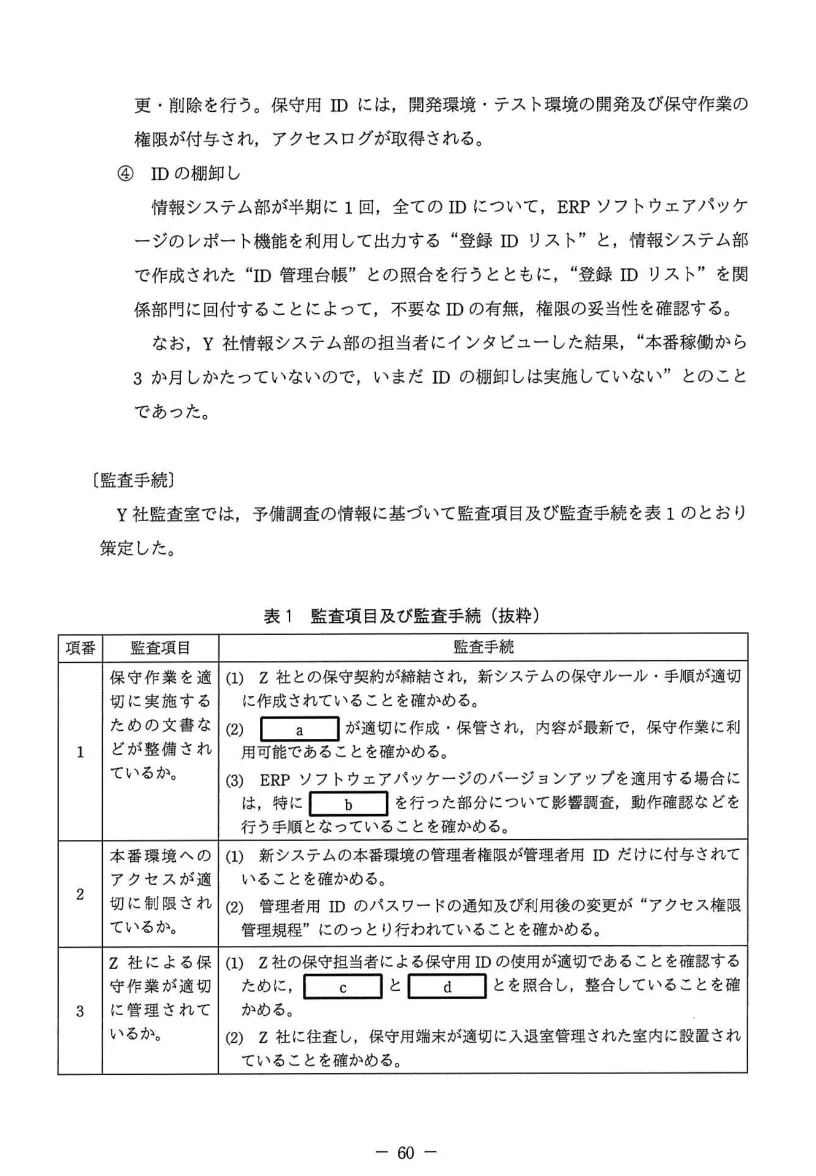 更・削除を行う。保守用 ID には，開発環境・テスト環境の開発及び保守作業の
権限が付与され，アクセスログが取得される。
④ ID の棚卸し
情報システム部が半期に 1 回，全ての ID について，ERP ソフトウェアパッケ
ージのレポート機能を利用して出力する “登録 ID リスト” と，情報システム部
で作成された “ID 管理台帳” との照合を行うとともに，“登録 ID リスト” を関
係部門に回付することによって，不要な ID の有無，権限の妥当性を確認する。
なお，Y 社情報システム部の担当者にインタビューした結果，“本番稼働から
3 か月しかたっていないので，いまだ ID の棚卸しは実施していない” とのこと
であった。
〔監査手続〕
Y 社監査室では，予備調査の情報に基づいて監査項目及び監査手続を表 1 のとおり
策定した。
表 1 監査項目及び監査手続（抜粋）
項番 監査項目 監査手続
1
保守作業を適
切に実施する
ための文書な
どが整備され
ているか。
(1) Z 社との保守契約が締結され，新システムの保守ルール・手順が適切
に作成されていることを確かめる。
(2) a が適切に作成・保管され，内容が最新で，保守作業に利
用可能であることを確かめる。
(3) ERP ソフトウェアパッケージのバージョンアップを適用する場合に
は，特に b を行った部分について影響調査，動作確認などを
行う手順となっていることを確かめる。
2
本番環境への
アクセスが適
切に制限され
ているか。
(1) 新システムの本番環境の管理者権限が管理者用 ID だけに付与されて
いることを確かめる。
(2) 管理者用 ID のパスワードの通知及び利用後の変更が “アクセス権限
管理規程” にのっとり行われていることを確かめる。
3
Z 社による保
守作業が適切
に管理されて
いるか。
(1) Z 社の保守担当者による保守用 ID の使用が適切であることを確認する
ために， c と d とを照合し，整合していることを確
かめる。
(2) Z 社に往査し，保守用端末が適切に入退室管理された室内に設置され
ていることを確かめる。
－ 60 －